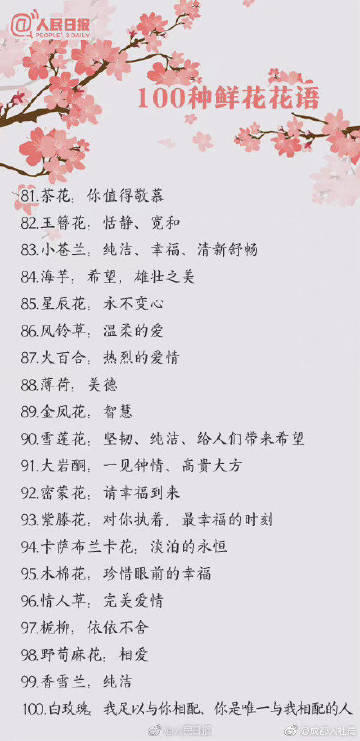 @人民日报
PEOPLE'S DAILY
100种鲜花花语
81.茶花：你值得敬慕
82.玉簪花：恬静、宽和
83.小苍兰：纯洁、幸福、清新舒畅
84.海芋：希望，雄壮之美
85.星辰花：永不变心
86.风铃草：温柔的爱
87.火百合：热烈的爱情
88.薄荷：美德
89.金凤花：智慧
90.雪莲花：坚韧、纯洁、给人们带来希望
91.大岩酮：一见钟情、高贵大方
92.密蒙花：请幸福到来
93.紫藤花：对你执着，最幸福的时刻
94.卡萨布兰卡花：淡泊的永恒
95.木棉花：珍惜眼前的幸福
96.情人草：完美爱情
97.栀柳：依依不舍
98.野荀麻花：相爱
99.香雪兰：纯洁
100.白玫瑰：我足以与你相配，你是唯一与我相配的人
@人民日报